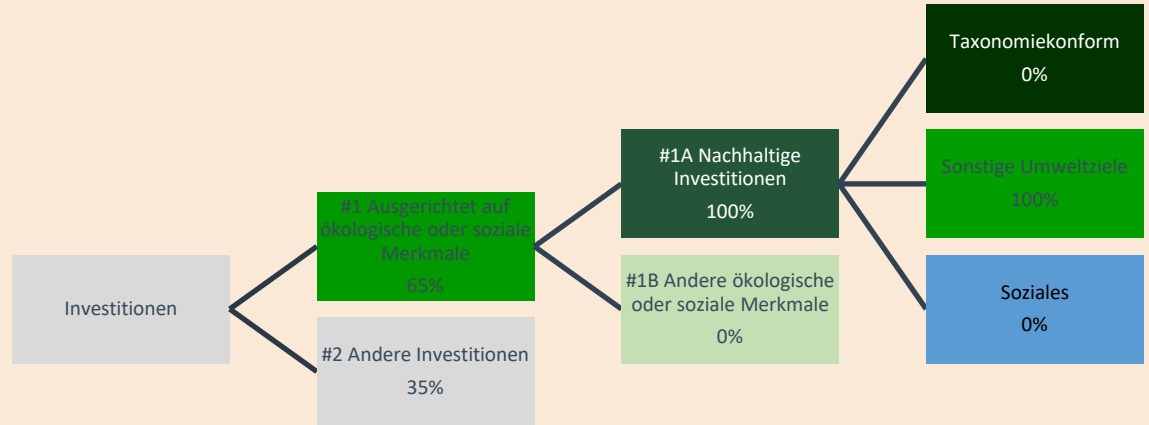 Investitionen
#1 Ausgerichtet auf
ökologische oder soziale
Merkmale
65%
#2 Andere Investitionen
35%
#1A Nachhaltige
Investitionen
100%
#1B Andere ökologische
oder soziale Merkmale
0%
Taxonomiekonform
0%
Sonstige Umweltziele
100%
Soziales
0%